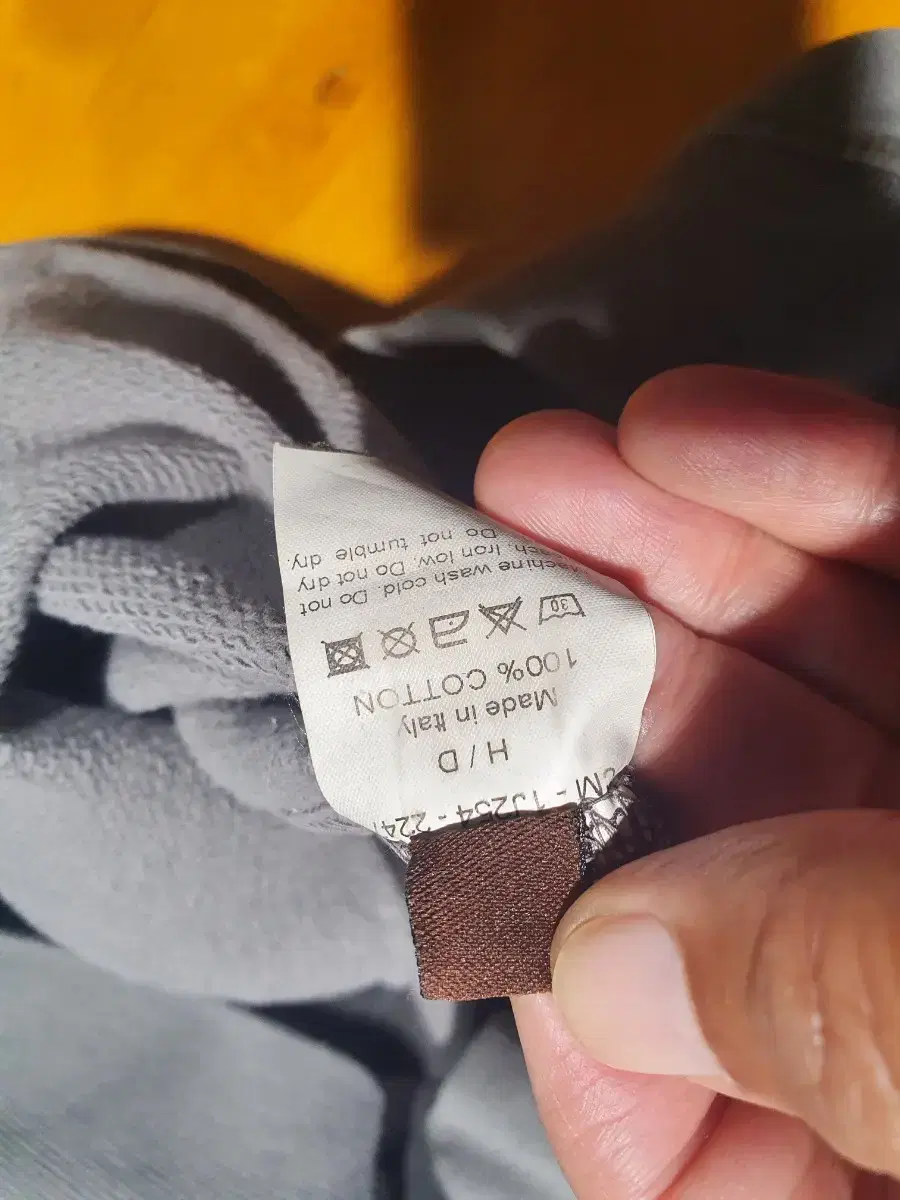 - 1J254 -
H / D
Made in Italy
100% COTTON
30
Machine wash cold. Do not
Iron low. Do not dry
Do not tumble dry.